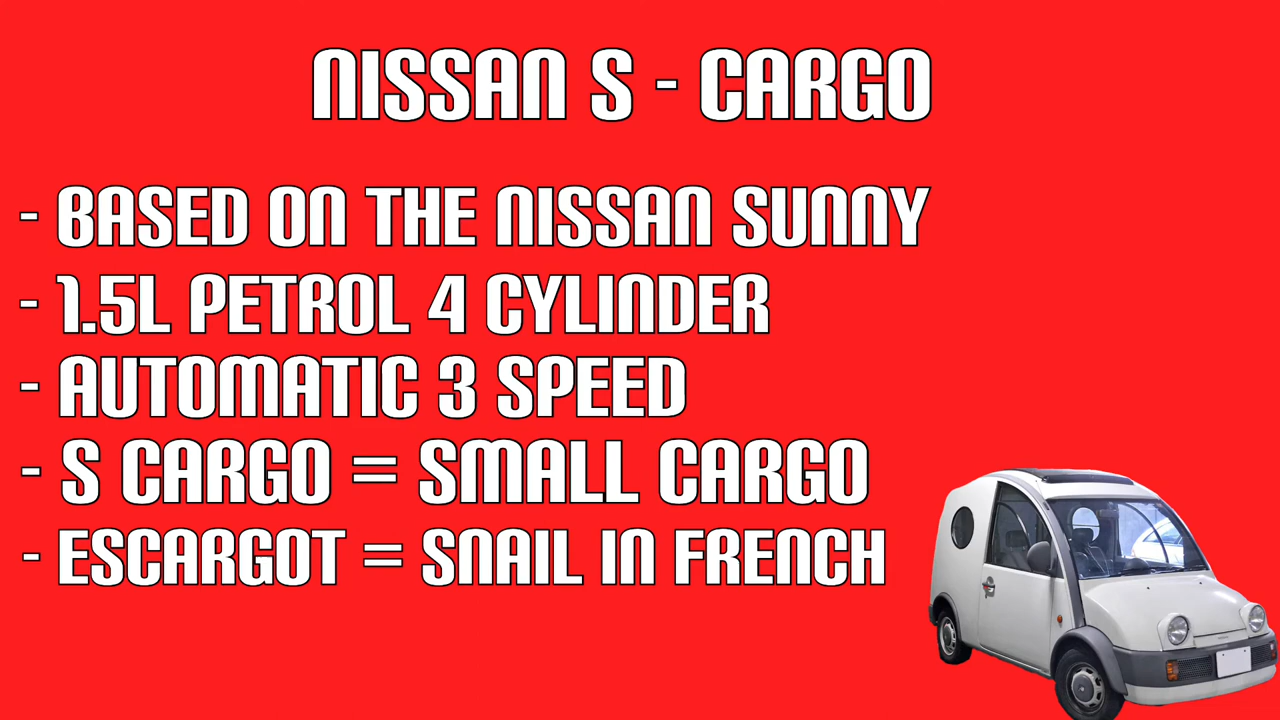 NISSAN S - CARGO
- BASED ON THE NISSAN SUNNY
- 1.5L PETROL 4 CYLINDER
- AUTOMATIC 3 SPEED
- S CARGO = SMALL CARGO
- ESCARGOT = SNAIL IN FRENCH